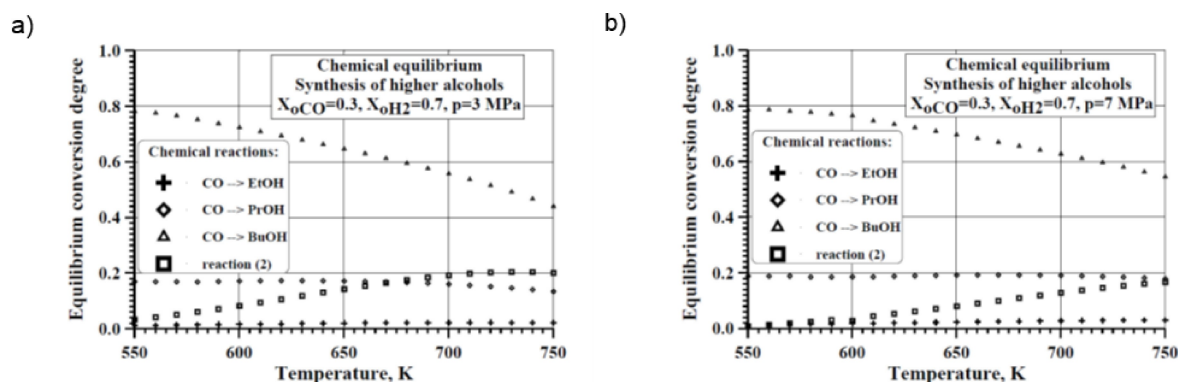 a)
Equilibrium conversion degree
1.0
0.8
0.6
0.4
0.2
0.0
Chemical equilibrium
Synthesis of higher alcohols
XoCO=0.3, XoH2=0.7, p=3 MPa
Chemical reactions:
CO --> EtOH
CO --> PrOH
CO --> BuOH
reaction (2)
550 600 650 700 750
Temperature, K
b)
Equilibrium conversion degree
1.0
0.8
0.6
0.4
0.2
0.0
Chemical equilibrium
Synthesis of higher alcohols
XoCO=0.3, XoH2=0.7, p=7 MPa
Chemical reactions:
CO --> EtOH
CO --> PrOH
CO --> BuOH
reaction (2)
550 600 650 700 750
Temperature, K